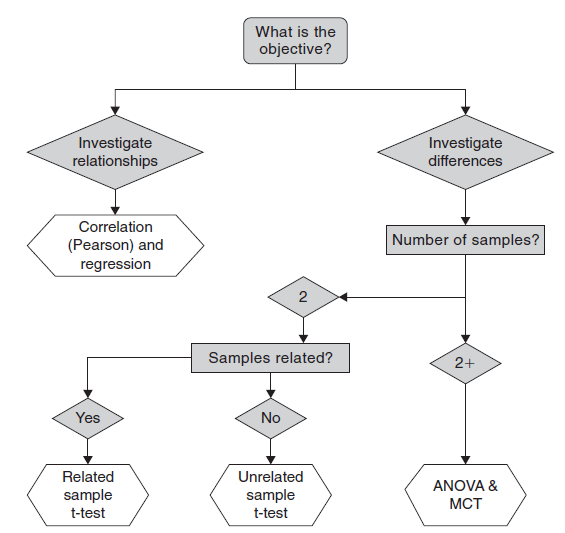 What is the
objective?
Investigate
relationships
Investigate
differences
Correlation
(Pearson) and
regression
Number of samples?
2
Samples related?
2+
Yes
No
Related
sample
t-test
Unrelated
sample
t-test
ANOVA &
MCT